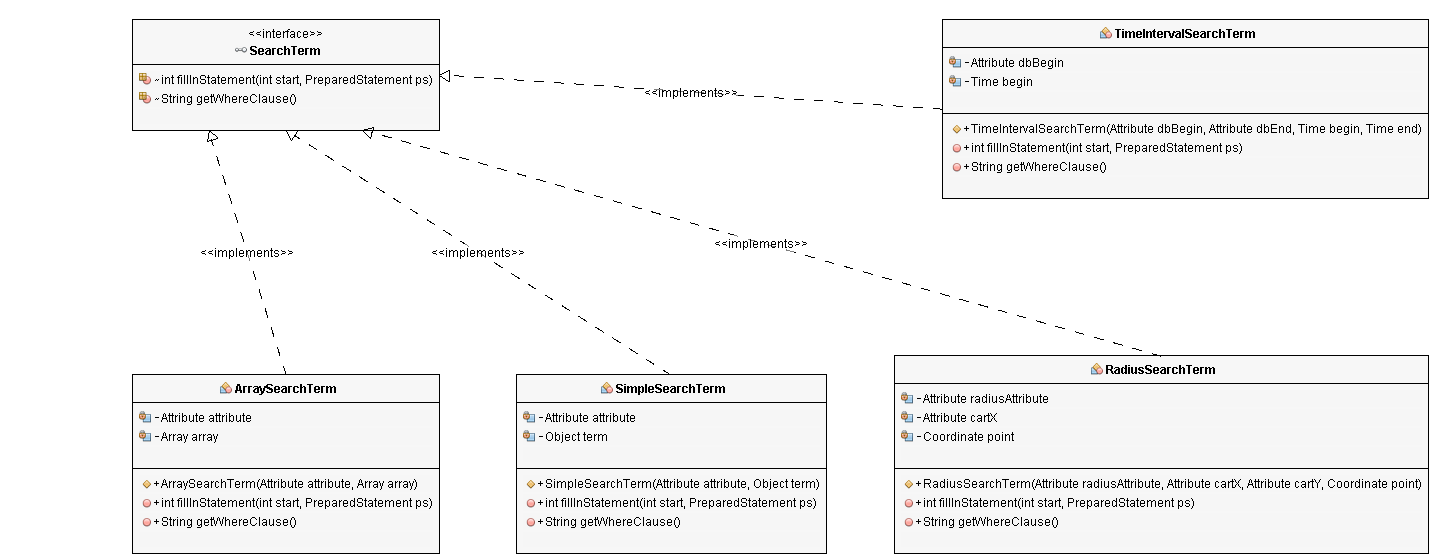 <<interface>>
SearchTerm
~int fillInStatement(int start, PreparedStatement ps)
~String getWhereClause()
TimeIntervalSearchTerm
-Attribute dbBegin
-Time begin
+TimeIntervalSearchTerm(Attribute dbBegin, Attribute dbEnd, Time begin, Time end)
+int fillInStatement(int start, PreparedStatement ps)
+String getWhereClause()
<<implements>>
<<implements>>
<<implements>>
<<implements>>
ArraySearchTerm
-Attribute attribute
-Array array
+ArraySearchTerm(Attribute attribute, Array array)
+int fillInStatement(int start, PreparedStatement ps)
+String getWhereClause()
SimpleSearchTerm
-Attribute attribute
-Object term
+SimpleSearchTerm(Attribute attribute, Object term)
+int fillInStatement(int start, PreparedStatement ps)
+String getWhereClause()
RadiusSearchTerm
-Attribute radiusAttribute
-Attribute cartX
-Coordinate point
+RadiusSearchTerm(Attribute radiusAttribute, Attribute cartX, Attribute cartY, Coordinate point)
+int fillInStatement(int start, PreparedStatement ps)
+String getWhereClause()